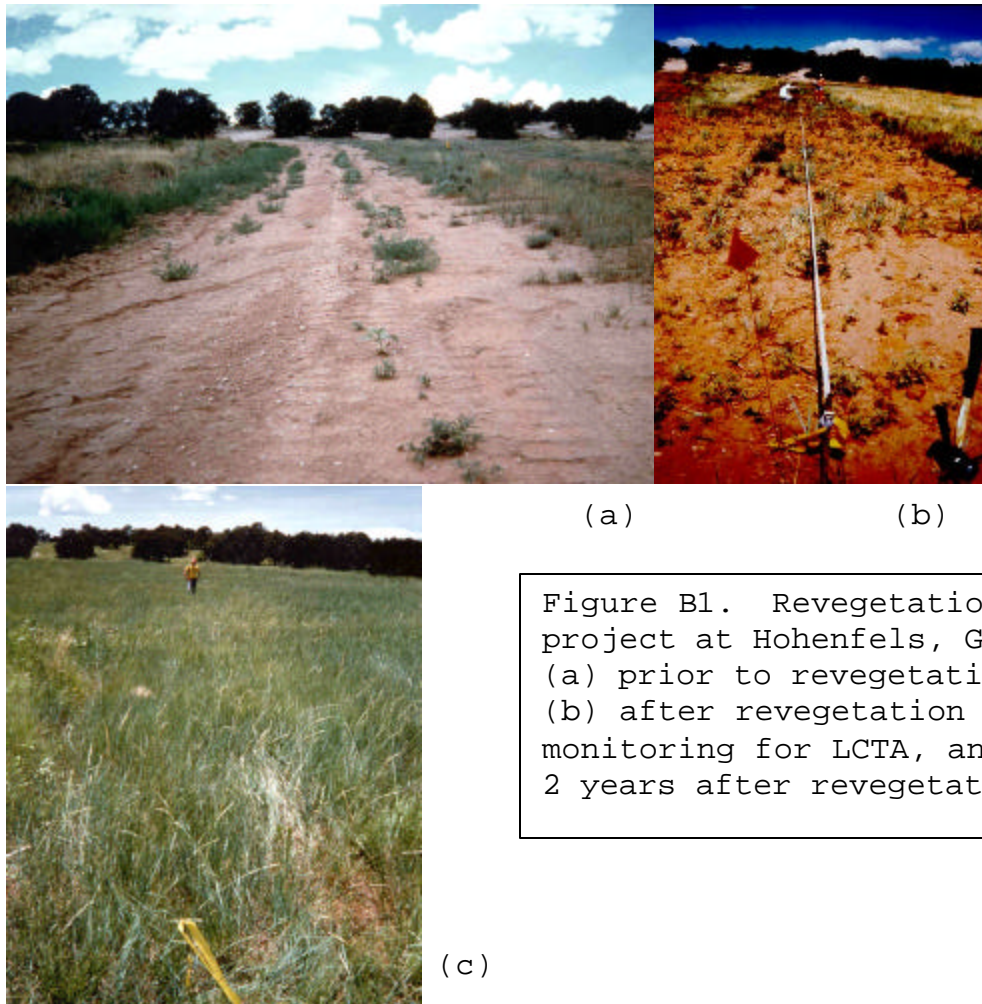 (a) (b)
Figure B1. Revegetatio
project at Hohenfels, G
(a) prior to revegetati
(b) after revegetation
monitoring for LCTA, an
2 years after revegetat
(c)